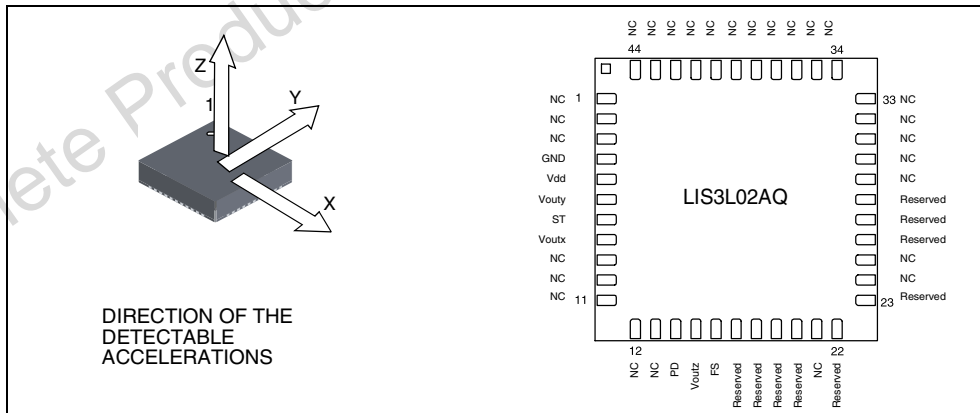 lete Produc
Z
Y
1
X
DIRECTION OF THE
DETECTABLE
ACCELERATIONS
NC NC NC NC NC NC NC NC NC NC
44 34
NC 1
NC
NC
GND
Vdd
Vouty
ST
Voutx
NC
NC
NC 11
LIS3L02AQ
33 NC
NC
NC
NC
NC
Reserved
Reserved
Reserved
NC
NC
23 Reserved
12 22
NC
NC
PD
Voutz
FS
Reserved
Reserved
Reserved
Reserved
NC
Reserved